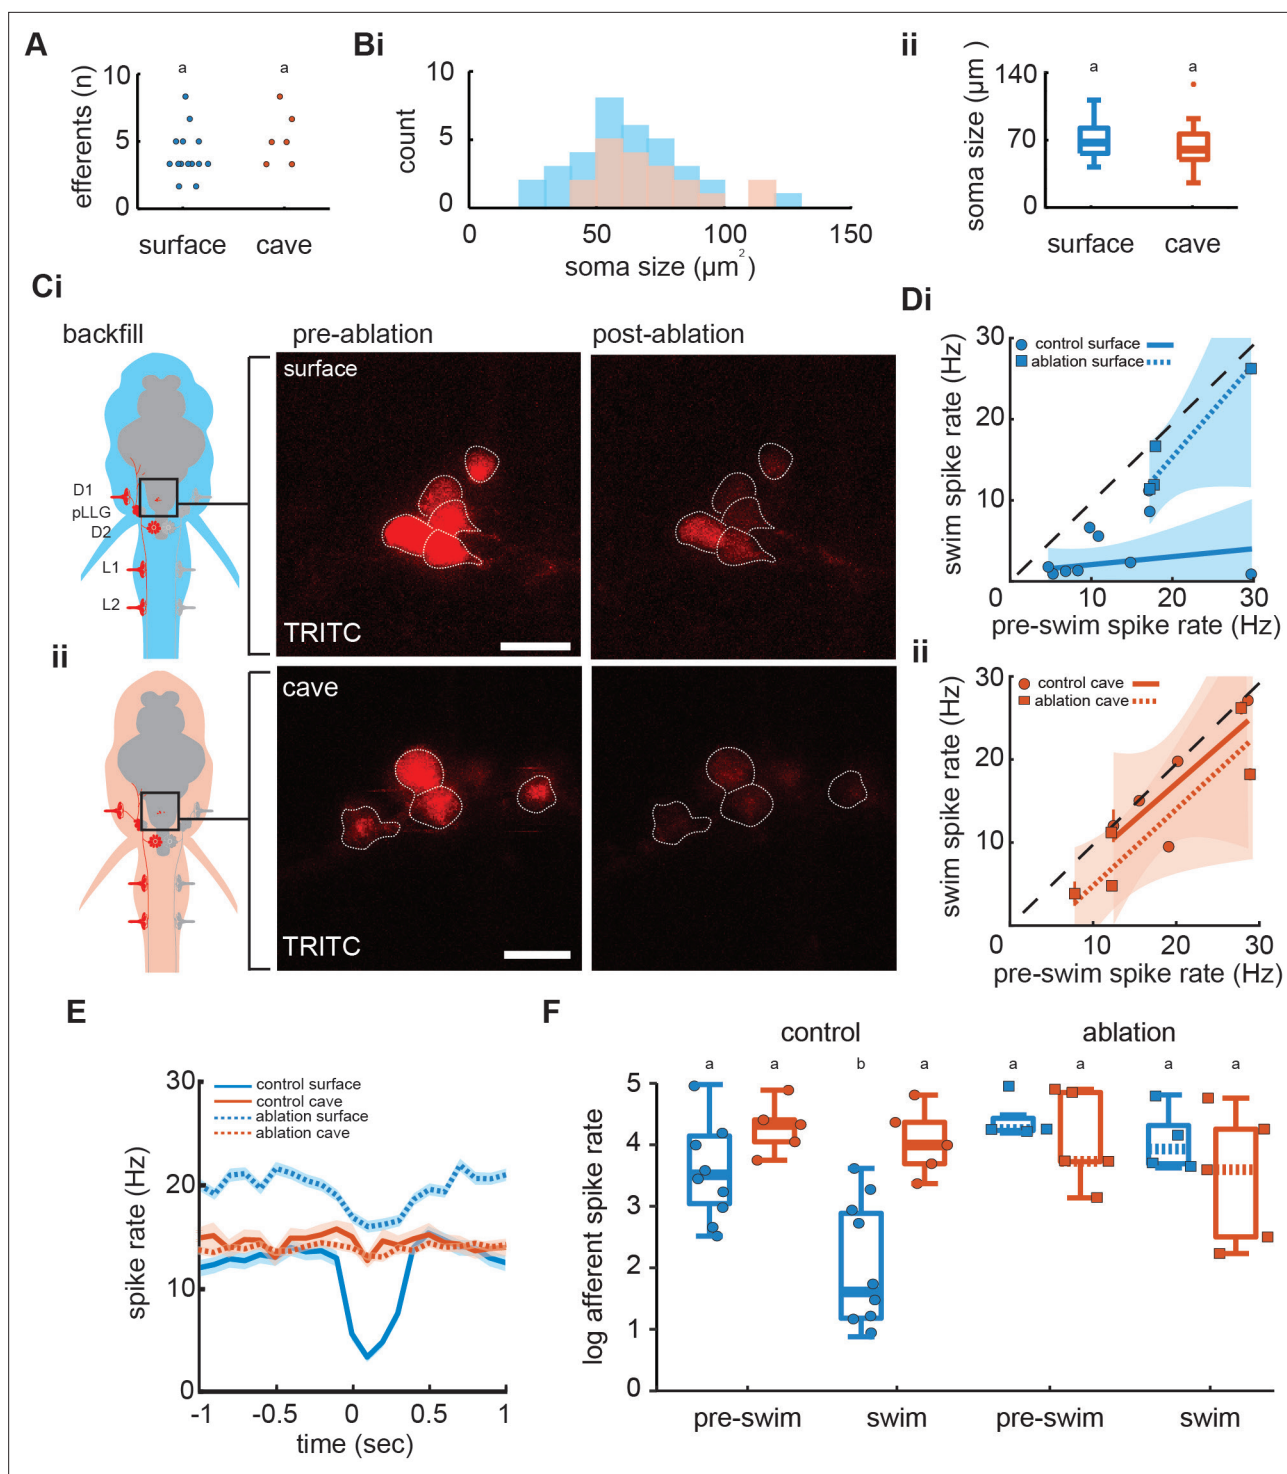 A
efferents (n)
10
5
0
a
a
surface
cave
Bi
count
10
5
0
0
50
100
150
soma size (µm²)
ii
soma size (µm )
140
70
0
a
a
surface
cave
Ci
backfill
pre-ablation
post-ablation
D1
pLLG
D2
L1
L2
surface
TRITC
ii
cave
TRITC
Di
swim spike rate (Hz)
30
20
10
control surface
ablation surface
0
10
20
30
pre-swim spike rate (Hz)
ii
swim spike rate (Hz)
30
20
10
control cave
ablation cave
0
10
20
30
pre-swim spike rate (Hz)
E
spike rate (Hz)
30
20
10
0
control surface
control cave
ablation surface
ablation cave
-1
-0.5
0
0.5
1
time (sec)
F
control
ablation
a
a
b
a
a
a
a
a
log afferent spike rate
5
4
3
2
1
0
pre-swim
swim
pre-swim
swim